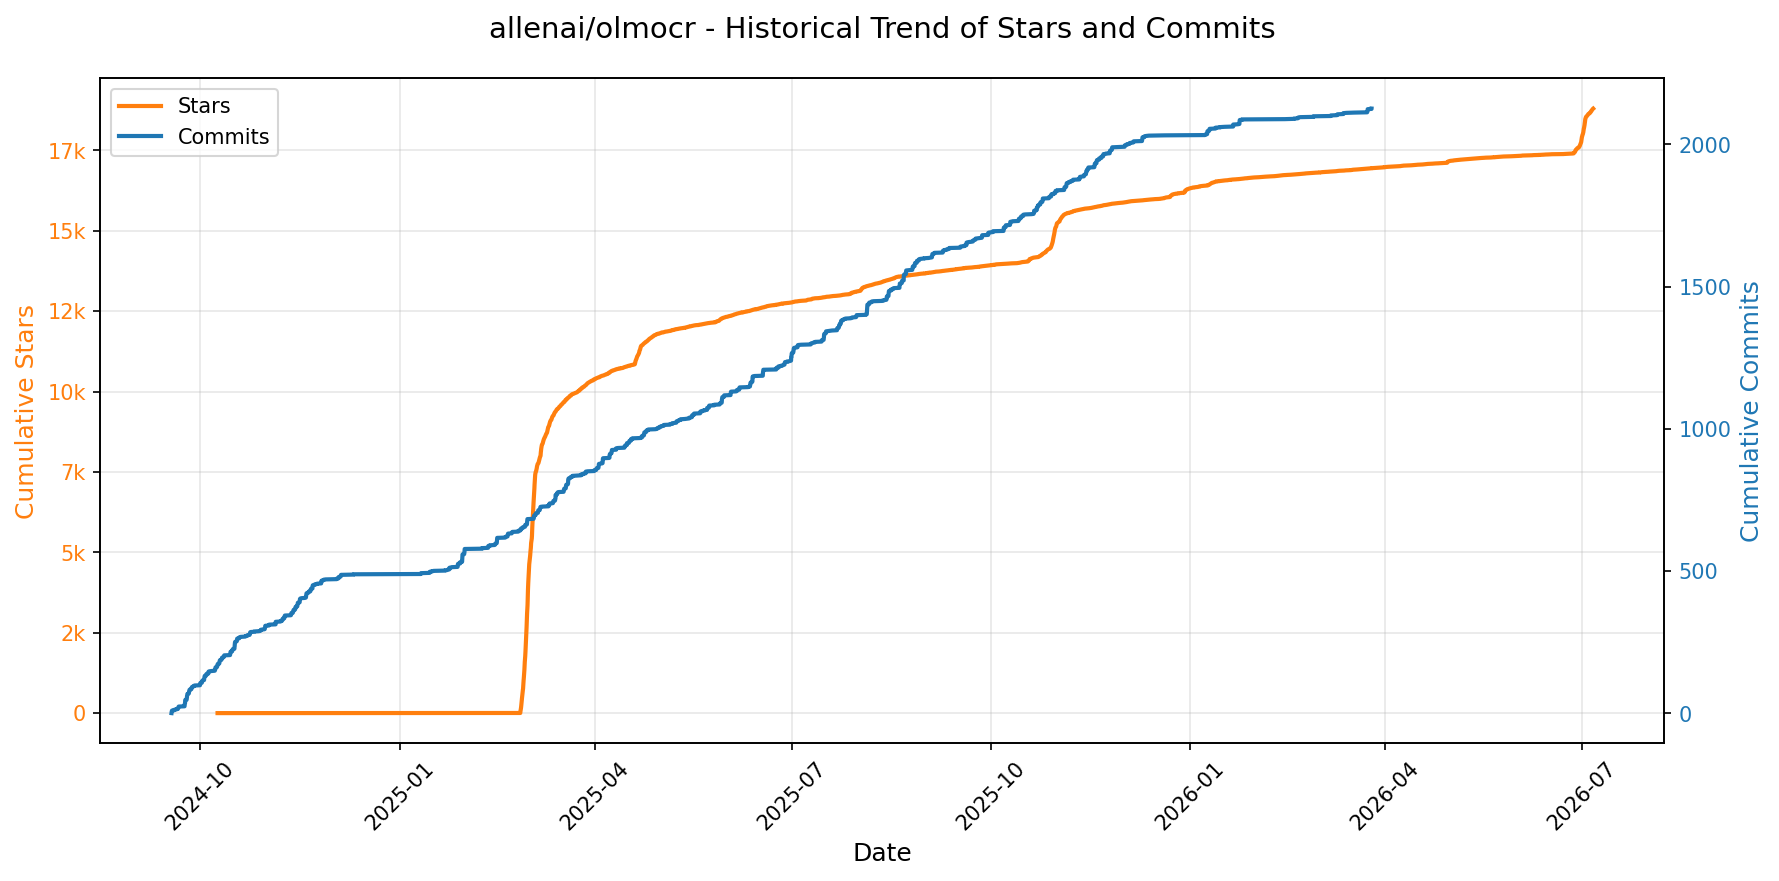 allenai/olmocr - Historical Trend of Stars and Commits
Stars
Commits
17k
15k
12k
10k
7k
5k
2k
0
Cumulative Stars
2000
1500
1000
500
0
Cumulative Commits
2024-10
2025-01
2025-04
2025-07
2025-10
2026-01
2026-04
2026-07
Date